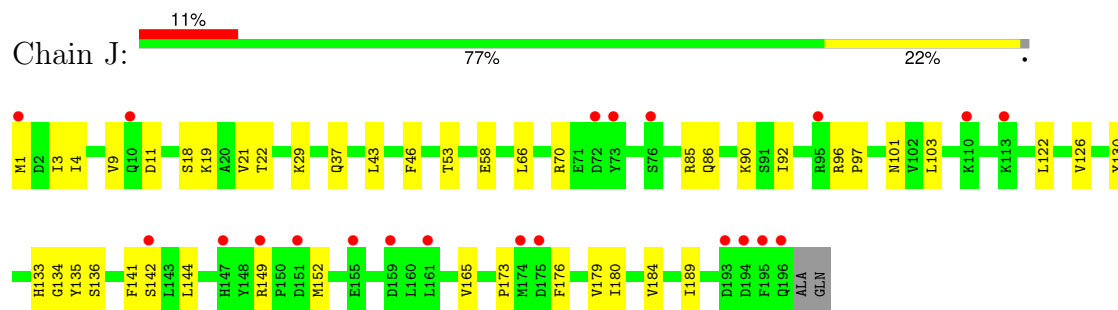 11%
Chain J:
77% 22% •
M1 D2 I3 I4 V9 Q10 D11 S18 K19 A20 V21 T22 K29 Q37 L43 F46 T53 E58 L66 R70 E71 D72 Y73 S76 R85 Q86 K90 S91 I92 R95 R96 P97 N101 V102 L103 K110 K113 L122 V126 Y130
H133 G134 Y135 S136 F141 S142 L143 L144 H147 Y148 R149 P150 D151 M152 E155 D159 L160 L161 V165 P173 M174 D175 F176 V179 I180 V184 I189 D193 D194 F195 Q196 ALA GLN